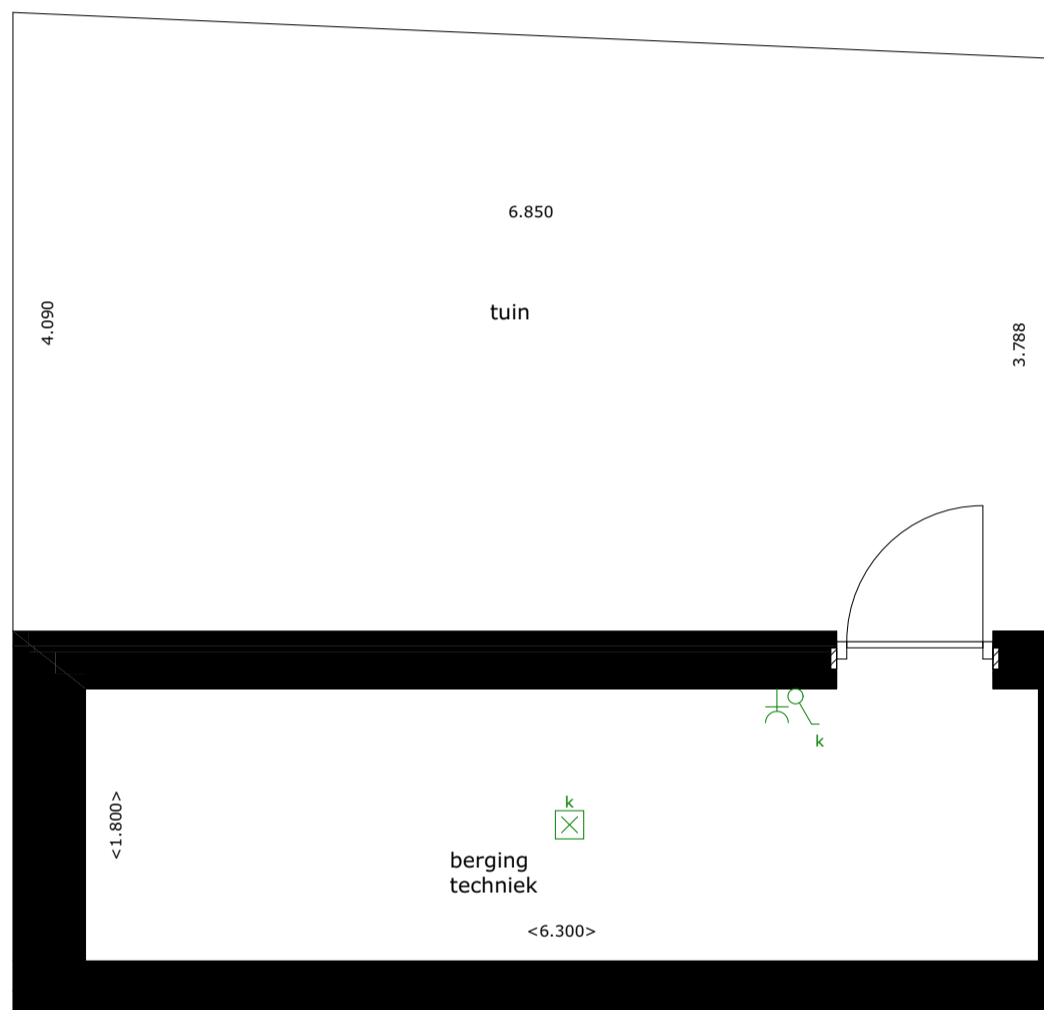 6.850
4.090
tuin
3.788
k
k
<1.800>
berging
techniek
<6.300>